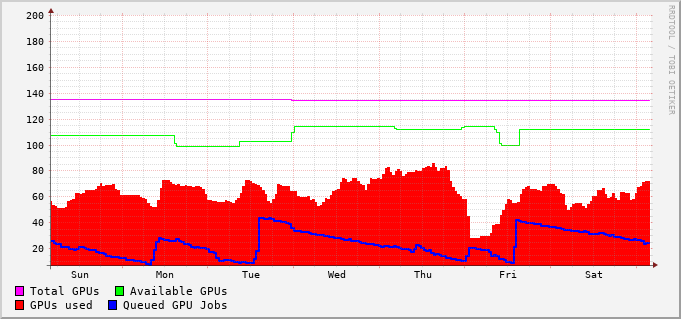 200
180
160
140
120
100
80
60
40
20
Sun Mon Tue Wed Thu Fri Sat
Total GPUs Available GPUs
GPUs used Queued GPU Jobs
RRDTOOL / TOBI OETIKER